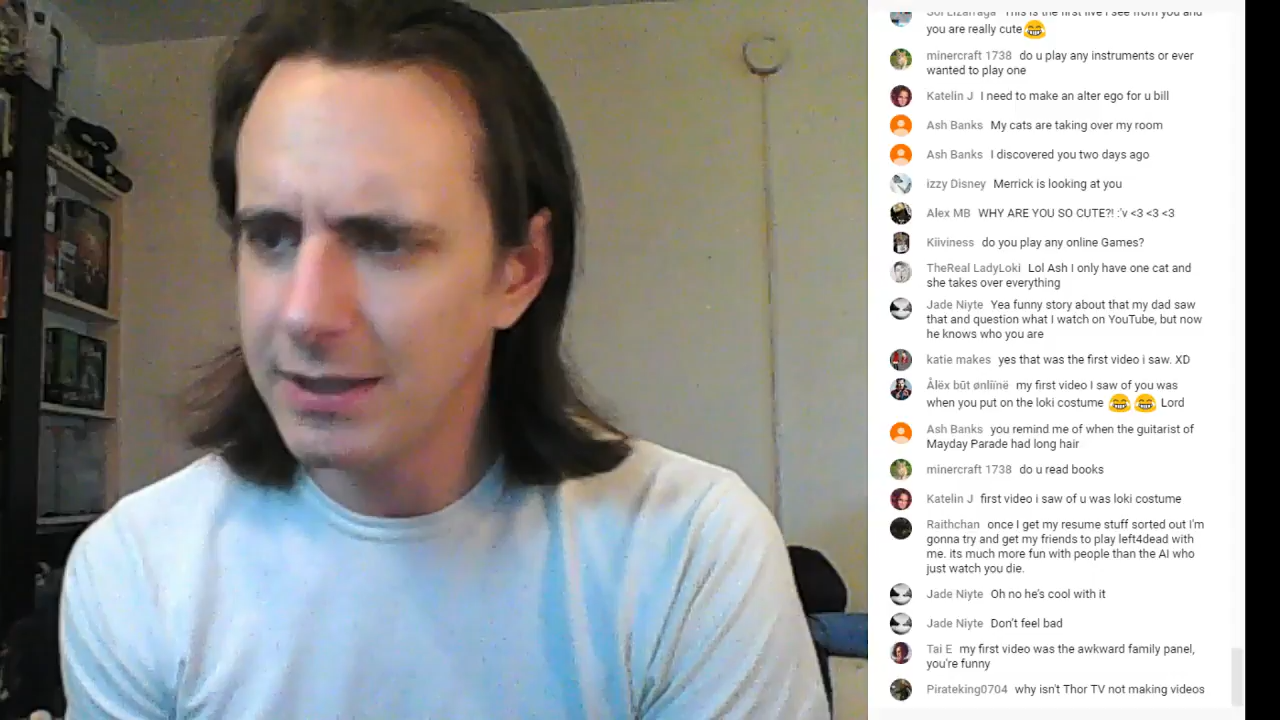 Sol Lizarraga This is the first live I see from you and
you are really cute
minercraft 1738 do u play any instruments or ever
wanted to play one
Katelin J I need to make an alter ego for u bill
Ash Banks My cats are taking over my room
Ash Banks I discovered you two days ago
izzy Disney Merrick is looking at you
Alex MB WHY ARE YOU SO CUTE?! :'v <3 <3 <3
Kiiviness do you play any online Games?
TheReal LadyLoki Lol Ash I only have one cat and
she takes over everything
Jade Niyte Yea funny story about that my dad saw
that and question what I watch on YouTube, but now
he knows who you are
katie makes yes that was the first video i saw. XD
Ålëx būt ønlīinë my first video I saw of you was
when you put on the loki costume 😂 😂 Lord
Ash Banks you remind me of when the guitarist of
Mayday Parade had long hair
minercraft 1738 do u read books
Katelin J first video i saw of u was loki costume
Raithchan once I get my resume stuff sorted out I'm
gonna try and get my friends to play left4dead with
me. its much more fun with people than the AI who
just watch you die.
Jade Niyte Oh no he's cool with it
Jade Niyte Don't feel bad
Tai E my first video was the awkward family panel,
you're funny
Pirateking0704 why isn't Thor TV not making videos